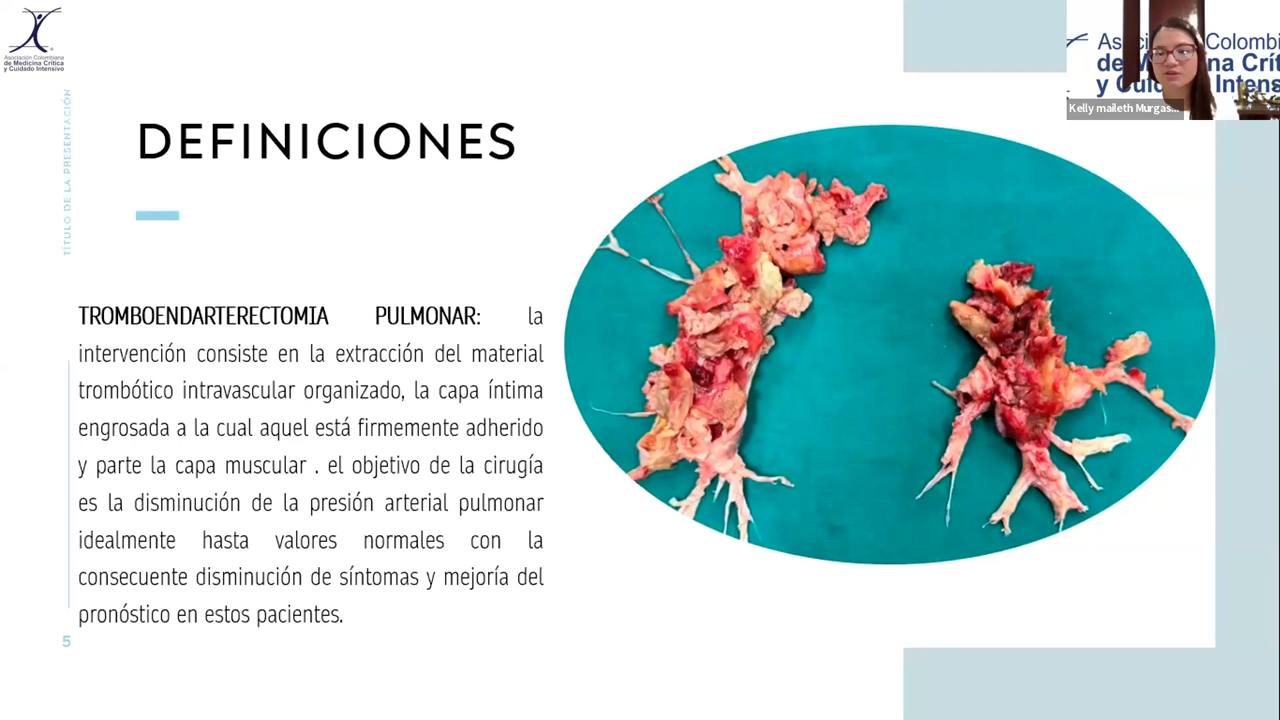 Asociación Colombiana
de Medicina Crítica
y Cuidado Intensivo
TÍTULO DE LA PRESENTACIÓN
DEFINICIONES
TROMBOENDARTERECTOMIA PULMONAR: la
intervención consiste en la extracción del material
trombótico intravascular organizado, la capa íntima
engrosada a la cual aquel está firmemente adherido
y parte la capa muscular . el objetivo de la cirugía
es la disminución de la presión arterial pulmonar
idealmente hasta valores normales con la
consecuente disminución de síntomas y mejoría del
pronóstico en estos pacientes.
5
Kelly maileth Murgas...